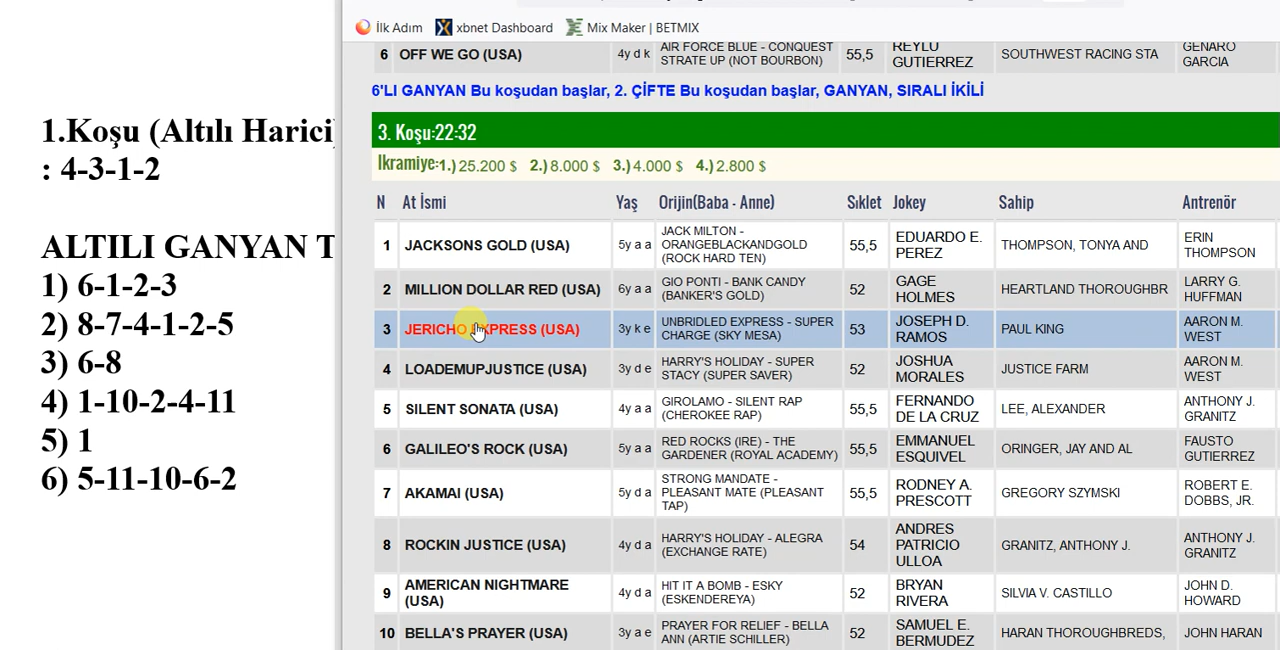 İlk Adım xbnet Dashboard Mix Maker | BETMIX
1.Koşu (Altılı Harici)
: 4-3-1-2
ALTILI GANYAN T
1) 6-1-2-3
2) 8-7-4-1-2-5
3) 6-8
4) 1-10-2-4-11
5) 1
6) 5-11-10-6-2
6 OFF WE GO (USA) 4y d k AIR FORCE BLUE - CONQUEST STRATE UP (NOT BOURBON) 55,5 REYLU GUTIERREZ SOUTHWEST RACING STA GENARO GARCIA
6'LI GANYAN Bu koşudan başlar, 2. ÇİFTE Bu koşudan başlar, GANYAN, SIRALI İKİLİ
3. Koşu:22:32
Ikramiye:1.) 25.200 $ 2.) 8.000 $ 3.) 4.000 $ 4.) 2.800 $
N At İsmi Yaş Orijin(Baba - Anne) Sıklet Jokey Sahip Antrenör
1 JACKSONS GOLD (USA) 5y a a JACK MILTON - ORANGEBLACKANDGOLD (ROCK HARD TEN) 55,5 EDUARDO E. PEREZ THOMPSON, TONYA AND ERIN THOMPSON
2 MILLION DOLLAR RED (USA) 6y a a GIO PONTI - BANK CANDY (BANKER'S GOLD) 52 GAGE HOLMES HEARTLAND THOROUGHBR LARRY G. HUFFMAN
3 JERICHO EXPRESS (USA) 3y k e UNBRIDLED EXPRESS - SUPER CHARGE (SKY MESA) 53 JOSEPH D. RAMOS PAUL KING AARON M. WEST
4 LOADEMUPJUSTICE (USA) 3y d e HARRY'S HOLIDAY - SUPER STACY (SUPER SAVER) 52 JOSHUA MORALES JUSTICE FARM AARON M. WEST
5 SILENT SONATA (USA) 4y a a GIROLAMO - SILENT RAP (CHEROKEE RAP) 55,5 FERNANDO DE LA CRUZ LEE, ALEXANDER ANTHONY J. GRANITZ
6 GALILEO'S ROCK (USA) 5y a a RED ROCKS (IRE) - THE GARDENER (ROYAL ACADEMY) 55,5 EMMANUEL ESQUIVEL ORINGER, JAY AND AL FAUSTO GUTIERREZ
7 AKAMAI (USA) 5y d a STRONG MANDATE - PLEASANT MATE (PLEASANT TAP) 55,5 RODNEY A. PRESCOTT GREGORY SZYMSKI ROBERT E. DOBBS, JR.
8 ROCKIN JUSTICE (USA) 4y d a HARRY'S HOLIDAY - ALEGRA (EXCHANGE RATE) 54 ANDRES PATRICIO ULLOA GRANITZ, ANTHONY J. ANTHONY J. GRANITZ
9 AMERICAN NIGHTMARE (USA) 4y d a HIT IT A BOMB - ESKY (ESKENDEREYA) 52 BRYAN RIVERA SILVIA V. CASTILLO JOHN D. HOWARD
10 BELLA'S PRAYER (USA) 3y a e PRAYER FOR RELIEF - BELLA ANN (ARTIE SCHILLER) 52 SAMUEL E. BERMUDEZ HARAN THOROUGHBREDS, JOHN HARAN